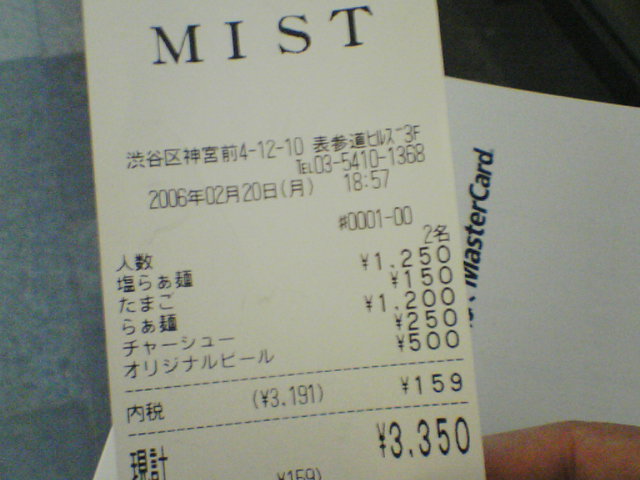 MIST
渋谷区神宮前4-12-10 表参道ﾋﾙｽﾞ3F
TEL03-5410-1368
2006年02月20日(月) 18:57
#0001-00
人数 2名
塩らぁ麺 ¥1,250
たまご ¥150
らぁ麺 ¥1,200
チャーシュー ¥250
オリジナルビール ¥500
内税 (¥3,191) ¥159
現計 ¥3,350
¥159)
MasterCard